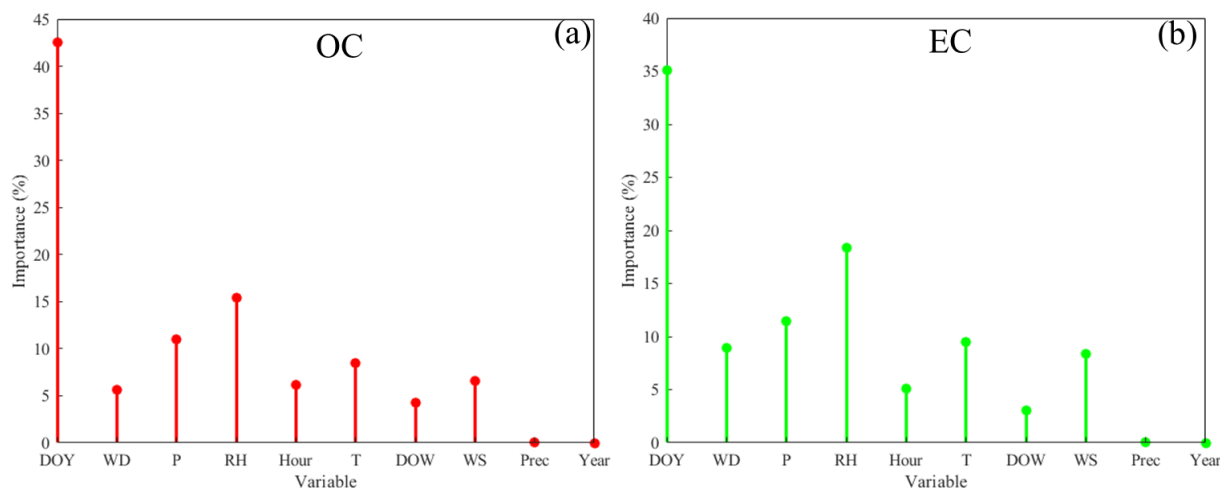 OC
(a)
Importance (%)
45
40
35
30
25
20
15
10
5
0
DOY WD P RH Hour T DOW WS Prec Year
Variable
EC
(b)
Importance (%)
40
35
30
25
20
15
10
5
0
DOY WD P RH Hour T DOW WS Prec Year
Variable